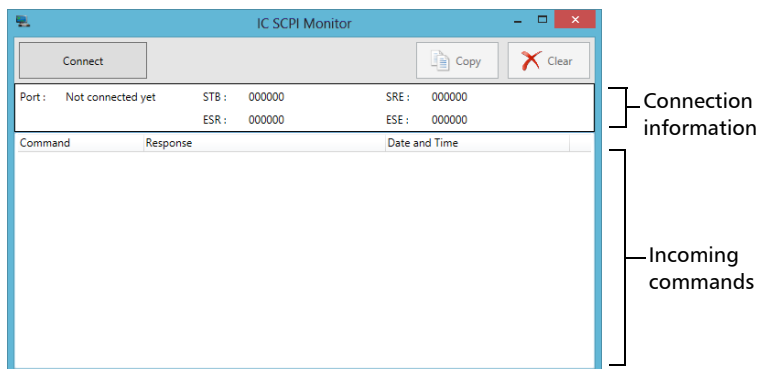 IC SCPI Monitor
Connect
Copy
Clear
Port : Not connected yet STB : 000000 SRE : 000000
ESR : 000000 ESE : 000000
Connection
information
Command Response Date and Time
Incoming
commands